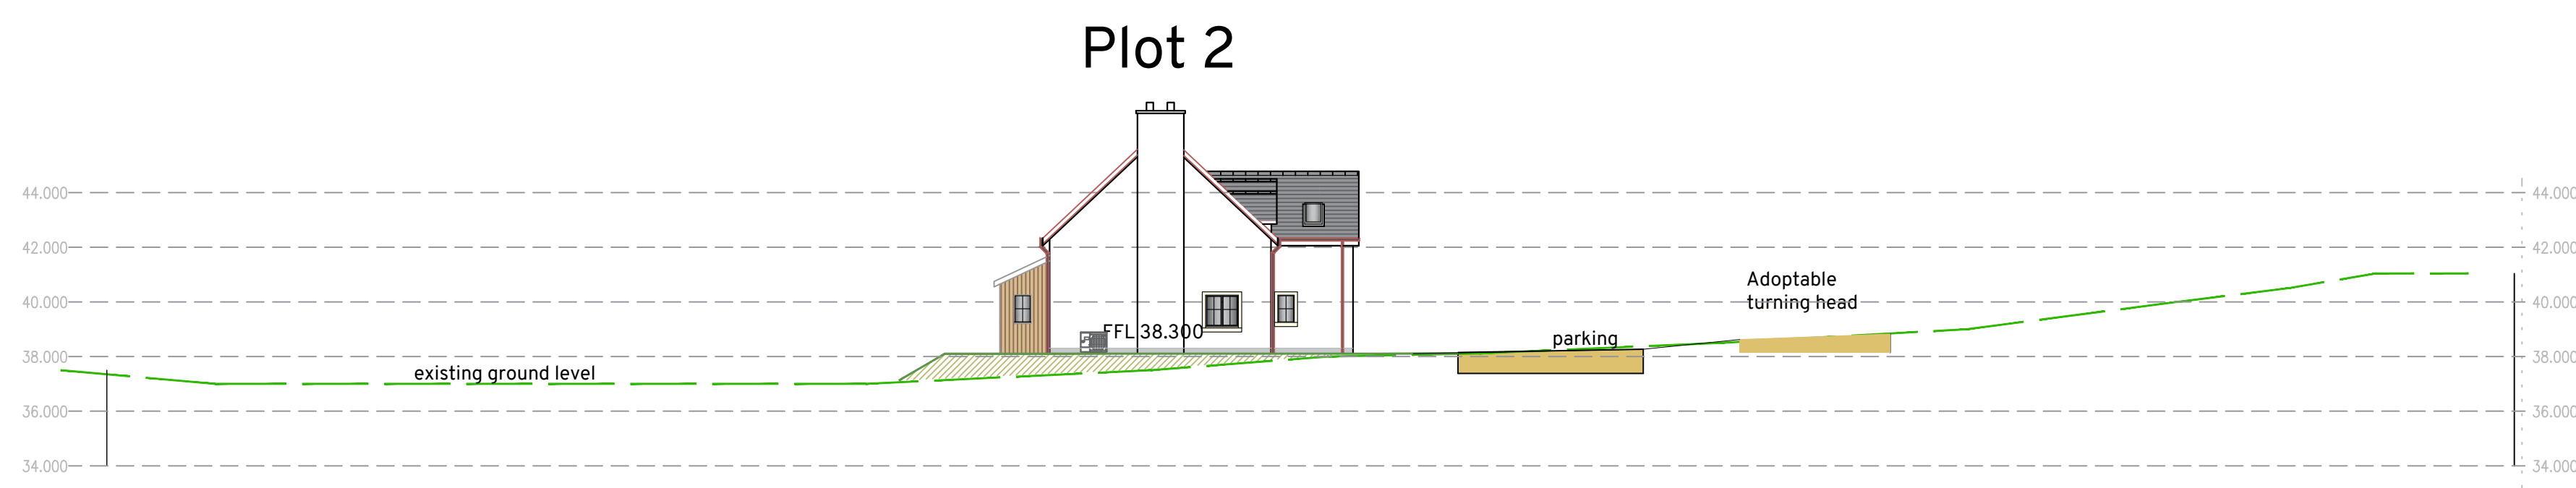 Plot 2
44.000
44.000
42.000
42.000
Adoptable
turning head
40.000
40.000
FFL 38.300
parking
38.000
38.000
existing ground level
36.000
36.000
34.000
34.000